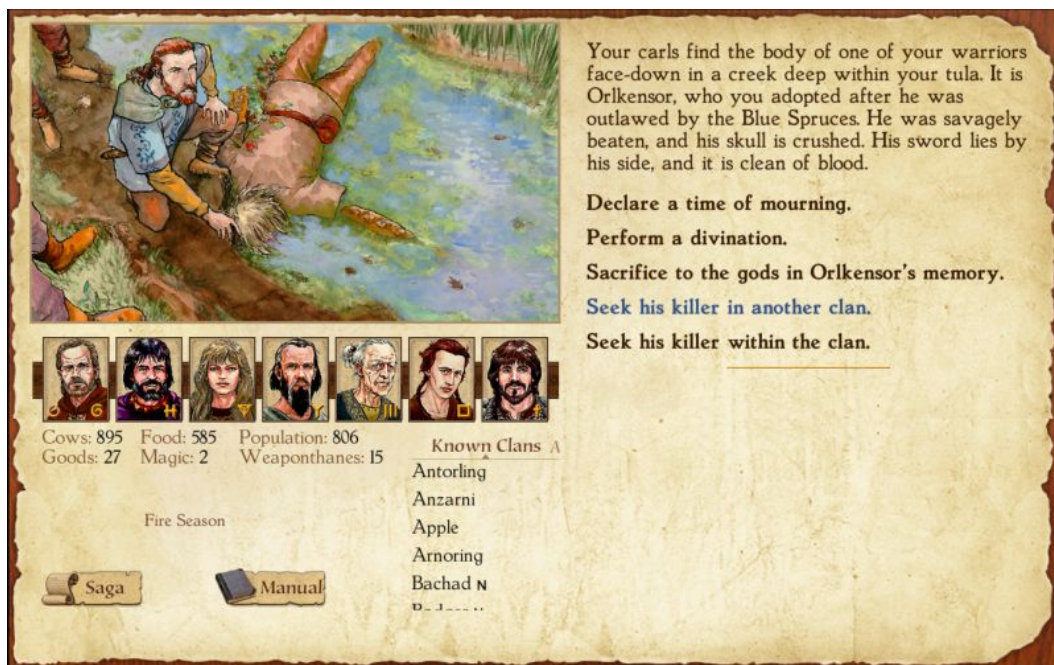 Your carls find the body of one of your warriors
face-down in a creek deep within your tula. It is
Orlkensor, who you adopted after he was
outlawed by the Blue Spruces. He was savagely
beaten, and his skull is crushed. His sword lies by
his side, and it is clean of blood.
Declare a time of mourning.
Perform a divination.
Sacrifice to the gods in Orlkensor's memory.
Seek his killer in another clan.
Seek his killer within the clan.
Cows: 895 Food: 585 Population: 806
Goods: 27 Magic: 2 Weaponthanes: 15
Known Clans A
Antorling
Anzarni
Apple
Arnoring
Bachad N
Fire Season
Saga
Manual